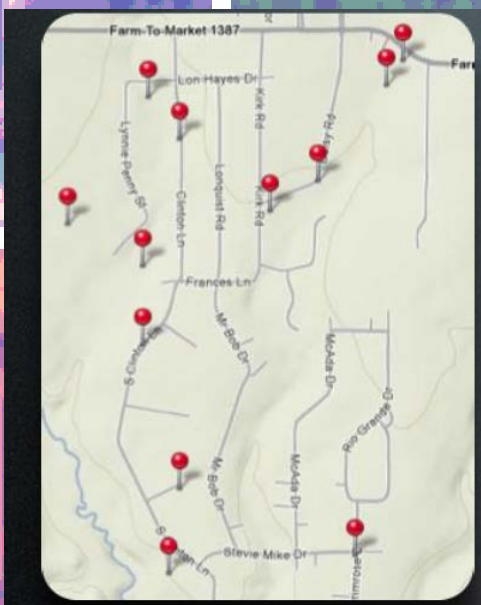 Farm-To-Market 1387
Lon Hayes Dr
Kirk Rd
Lynnie Penny St
Clinton Ln
Lonquist Rd
Kirk Rd
Frances Ln
Mr Bob Dr
S Clinton Ln
McAda Dr
Rio Grande Dr
Mr Bob Dr
McAda Dr
Stevie Mike Dr